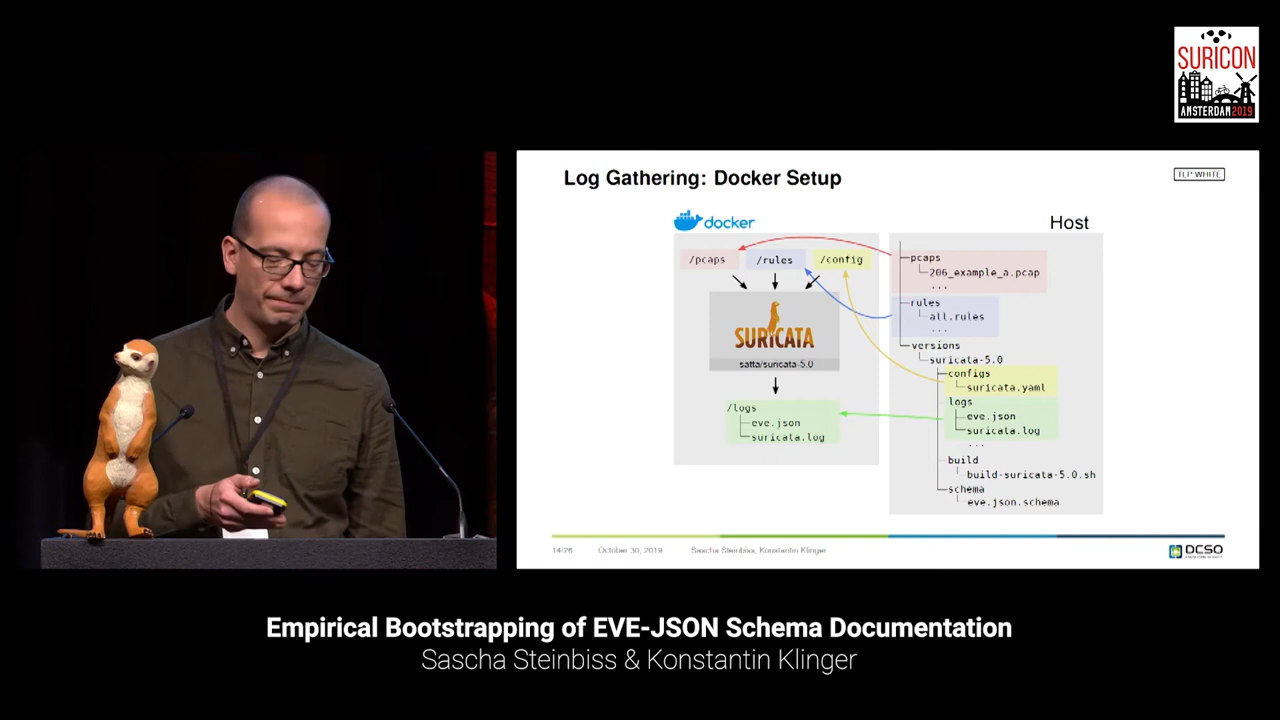 SURICON
AMSTERDAM 2019
Log Gathering: Docker Setup
TLP WHITE
docker
Host
/pcaps
/rules
/config
SURICATA
satta/suricata-5.0
/logs
eve.json
suricata.log
pcaps
206_example_a.pcap
...
rules
all.rules
...
versions
suricata-5.0
configs
suricata.yaml
logs
eve.json
suricata.log
...
build
build-suricata-5.0.sh
schema
eve.json.schema
14/26
October 30, 2019
Sascha Steinbiss, Konstantin Klinger
DCSO
Empirical Bootstrapping of EVE-JSON Schema Documentation
Sascha Steinbiss & Konstantin Klinger